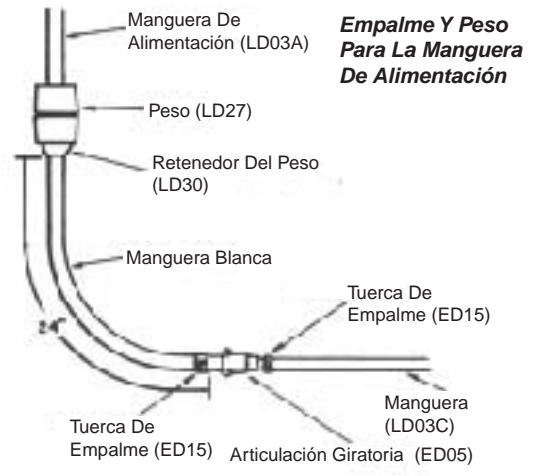 Manguera De
Alimentación (LD03A)
Empalme Y Peso
Para La Manguera
De Alimentación
Peso (LD27)
Retenedor Del Peso
(LD30)
Manguera Blanca
24"
Tuerca De
Empalme (ED15)
Manguera
(LD03C)
Tuerca De
Empalme (ED15)
Articulación Giratoria (ED05)